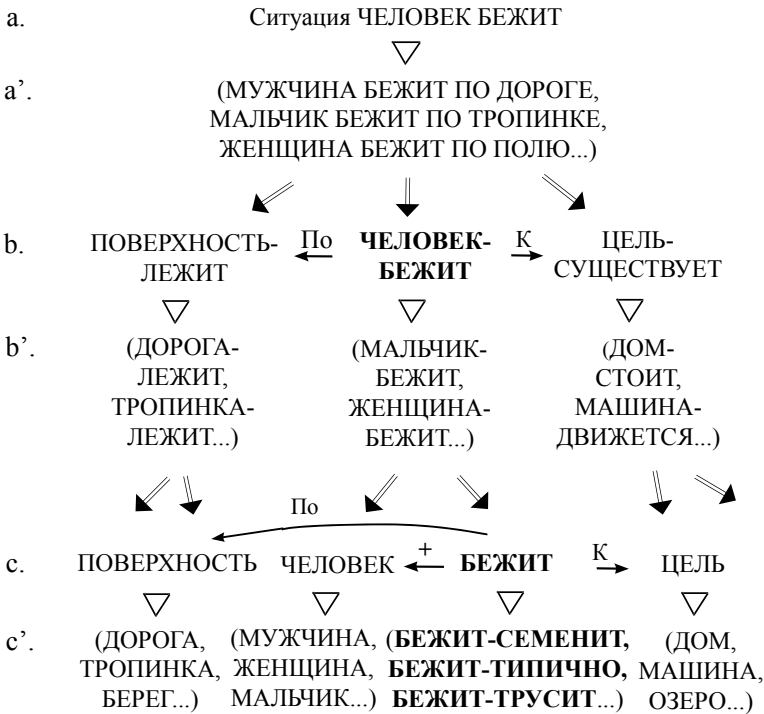 a. Ситуация ЧЕЛОВЕК БЕЖИТ
a’. (МУЖЧИНА БЕЖИТ ПО ДОРОГЕ,
МАЛЬЧИК БЕЖИТ ПО ТРОПИНКЕ,
ЖЕНЩИНА БЕЖИТ ПО ПОЛЮ...)
b. ПОВЕРХНОСТЬ- По ЧЕЛОВЕК- К ЦЕЛЬ-
ЛЕЖИТ БЕЖИТ СУЩЕСТВУЕТ
b’. (ДОРОГА- (МАЛЬЧИК- (ДОМ-
ЛЕЖИТ, БЕЖИТ, СТОИТ,
ТРОПИНКА- ЖЕНЩИНА- МАШИНА-
ЛЕЖИТ...) БЕЖИТ...) ДВИЖЕТСЯ...)
По
c. ПОВЕРХНОСТЬ ЧЕЛОВЕК + БЕЖИТ К ЦЕЛЬ
c’. (ДОРОГА, (МУЖЧИНА, (БЕЖИТ-СЕМЕНИТ, (ДОМ,
ТРОПИНКА, ЖЕНЩИНА, БЕЖИТ-ТИПИЧНО, МАШИНА,
БЕРЕГ...) МАЛЬЧИК...) БЕЖИТ-ТРУСИТ...) ОЗЕРО...)